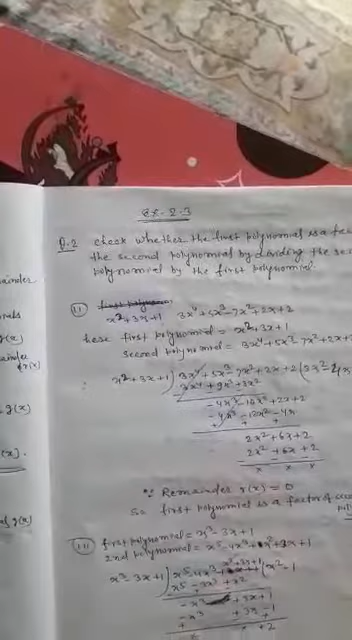 Ex- 2.3
Q.2 check whether the first polynomial is a fac
the second polynomial by dividing the sec
polynomial by the first polynomial.
(ii) x²+3x+1 3x⁴+5x³-7x²+2x+2
here first polynomial = x²+3x+1
second polynomial = 3x⁴+5x³-7x²+2x+2
x²+3x+1 ) 3x⁴+5x³-7x²+2x+2 ( 3x²-4x
3x⁴+9x³+3x²
-4x³-10x²+2x+2
-4x³-12x²-4x
2x²+6x+2
2x²+6x+2
x x x
∵ Remainder r(x) = 0
So first polynomial is a factor of
(iii) first polynomial = x³-3x+1
2nd polynomial = x⁵-4x³+x²+3x+1
x³-3x+1 ) x⁵-4x³+x²+3x+1 ( x²-1
x⁵-3x³+x²
-x³ +3x+1
-x³ +3x-1
+2